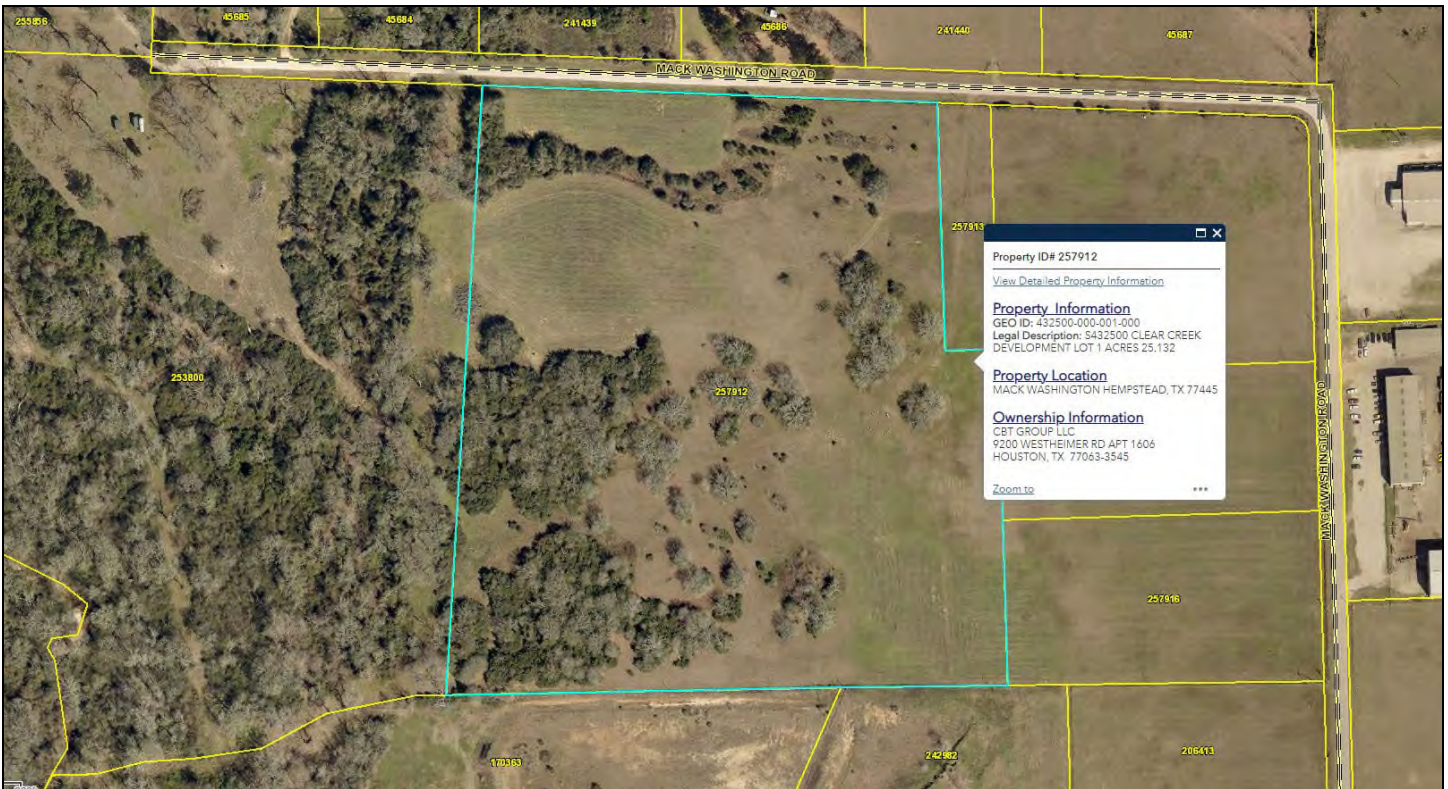 255856
45685
45684
241439
45686
241440
45687
MACK WASHINGTON ROAD
257913
Property ID# 257912
View Detailed Property Information
Property Information
GEO ID: 432500-000-001-000
Legal Description: S432500 CLEAR CREEK
DEVELOPMENT LOT 1 ACRES 25.132
Property Location
MACK WASHINGTON HEMPSTEAD, TX 77445
Ownership Information
CBT GROUP LLC
9200 WESTHEIMER RD APT 1606
HOUSTON, TX 77063-3545
Zoom to
253800
257912
MACK WASHINGTON ROAD
257916
170363
242982
206413